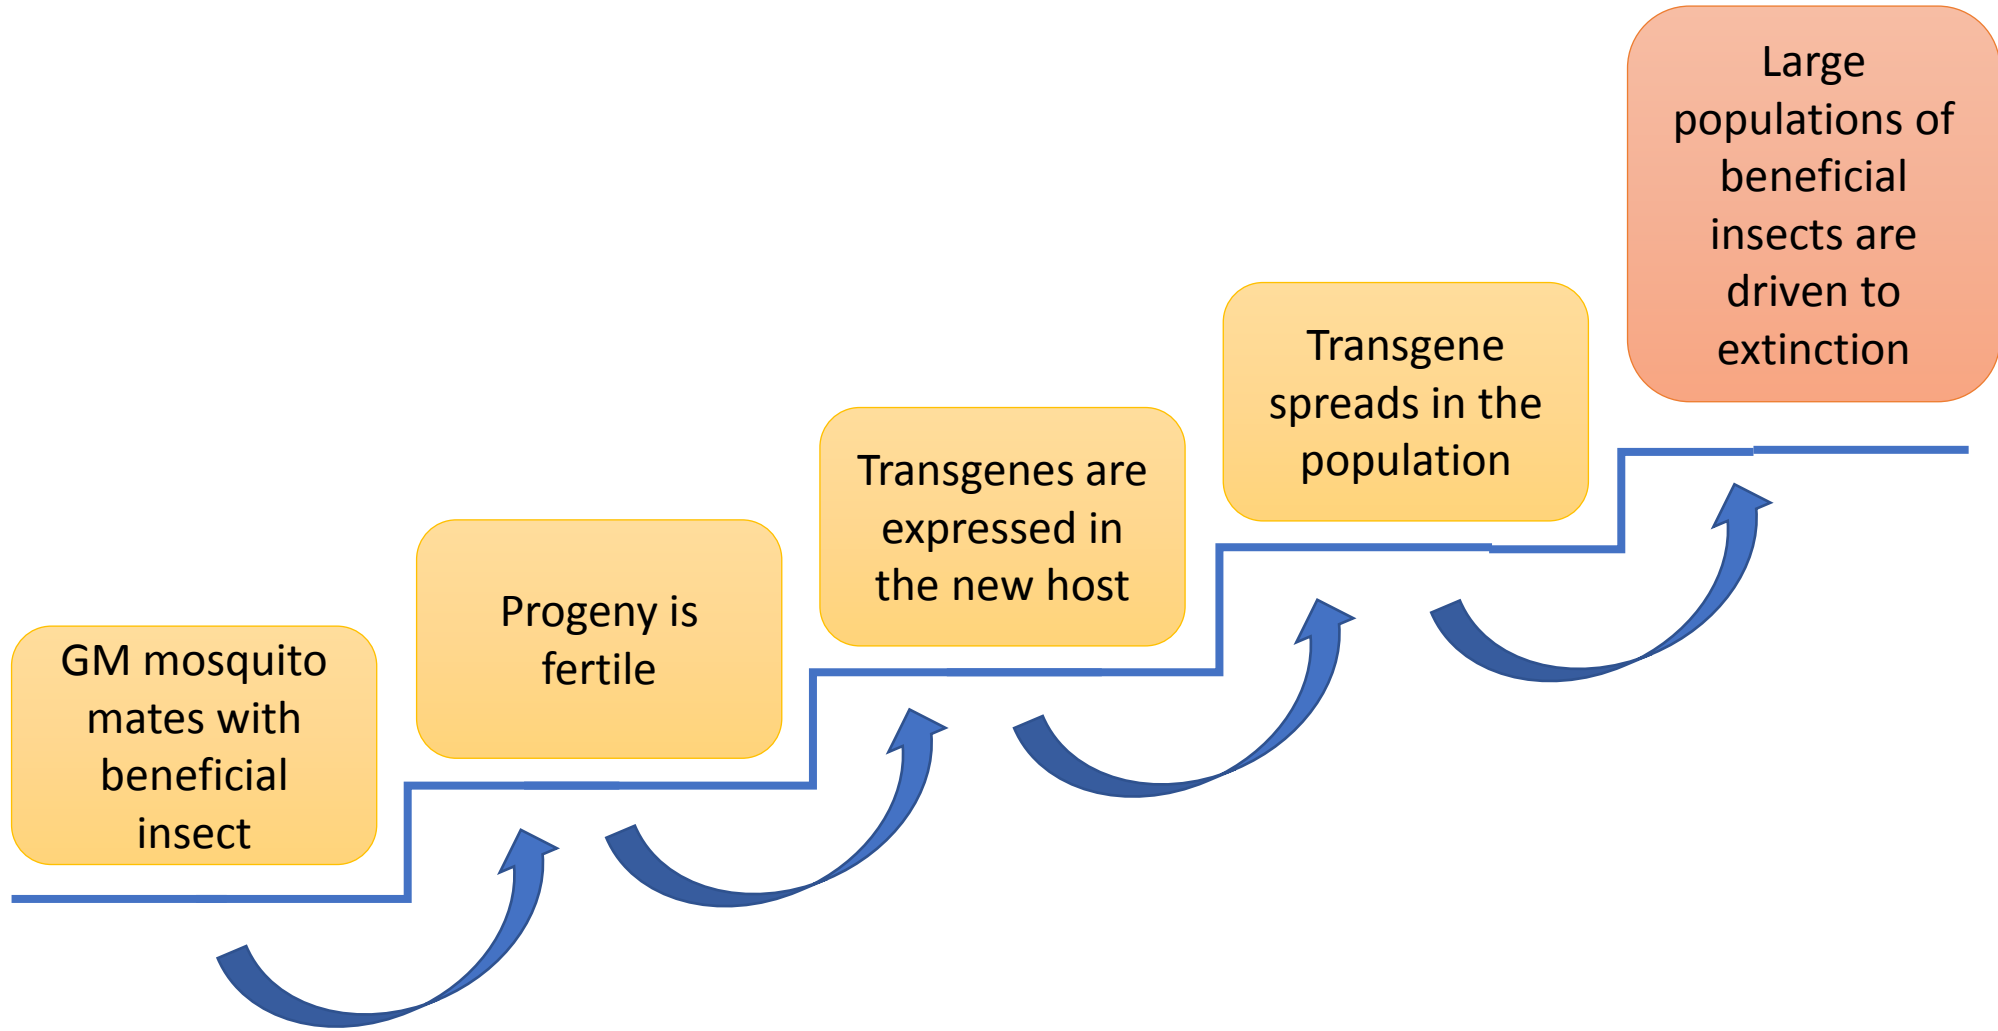 GM mosquito
mates with
beneficial
insect
Progeny is
fertile
Transgenes are
expressed in
the new host
Transgene
spreads in the
population
Large
populations of
beneficial
insects are
driven to
extinction